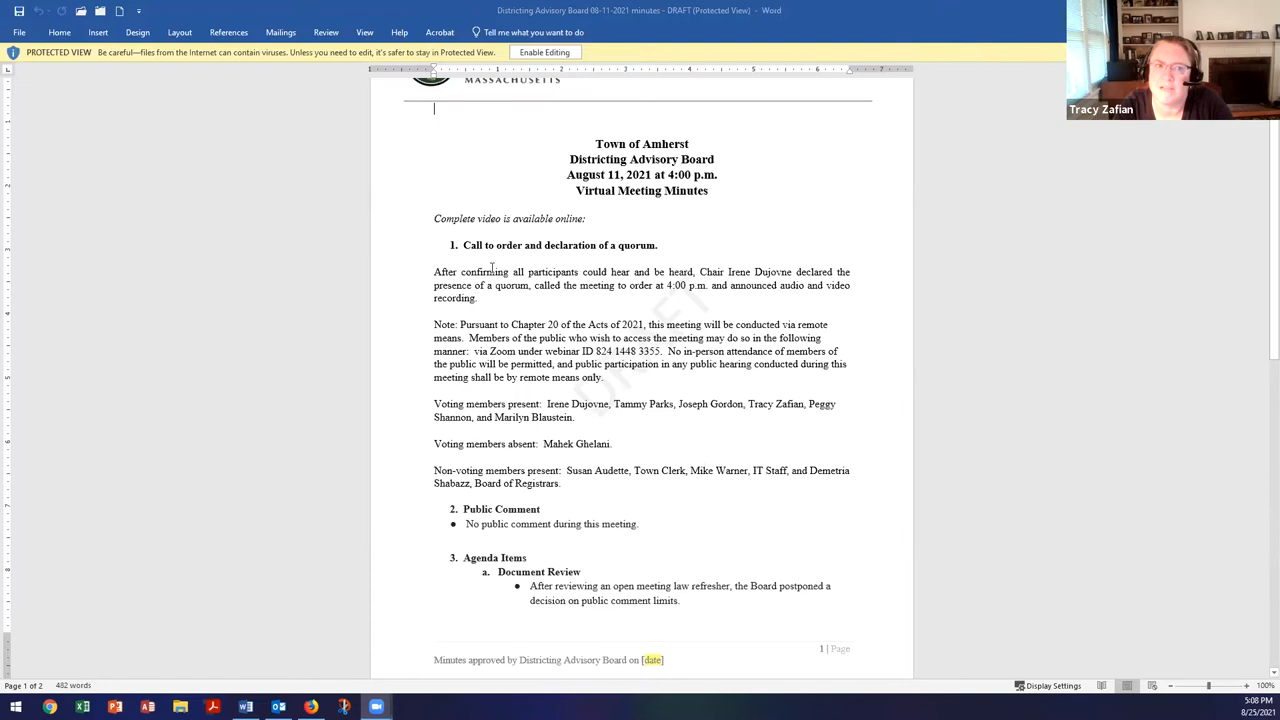 Districting Advisory Board 08-11-2021 minutes - DRAFT (Protected View) - Word
File Home Insert Draw Design Layout References Mailings Review View Help Acrobat Tell me what you want to do
PROTECTED VIEW Be careful—files from the Internet can contain viruses. Unless you need to edit, it's safer to stay in Protected View. Enable Editing
Tracy Zafian
1 1 2 3 4 5 6 7
MASSACHUSETTS
Town of Amherst
Districting Advisory Board
August 11, 2021 at 4:00 p.m.
Virtual Meeting Minutes
Complete video is available online:
1. Call to order and declaration of a quorum.
After confirming all participants could hear and be heard, Chair Irene Dujovne declared the
presence of a quorum, called the meeting to order at 4:00 p.m. and announced audio and video
recording.
Note: Pursuant to Chapter 20 of the Acts of 2021, this meeting will be conducted via remote
means. Members of the public who wish to access the meeting may do so in the following
manner: via Zoom under webinar ID 824 1448 3355. No in-person attendance of members of
the public will be permitted, and public participation in any public hearing conducted during this
meeting shall be by remote means only.
DRAFT
Voting members present: Irene Dujovne, Tammy Parks, Joseph Gordon, Tracy Zafian, Peggy
Shannon, and Marilyn Blaustein.
Voting members absent: Mahek Ghelani.
Non-voting members present: Susan Audette, Town Clerk, Mike Warner, IT Staff, and Demetria
Shabazz, Board of Registrars.
2. Public Comment
● No public comment during this meeting.
3. Agenda Items
a. Document Review
● After reviewing an open meeting law refresher, the Board postponed a
decision on public comment limits.
1 | Page
Minutes approved by Districting Advisory Board on [date]
Page 1 of 2 482 words Display Settings 100%
5:08 PM
8/25/2021